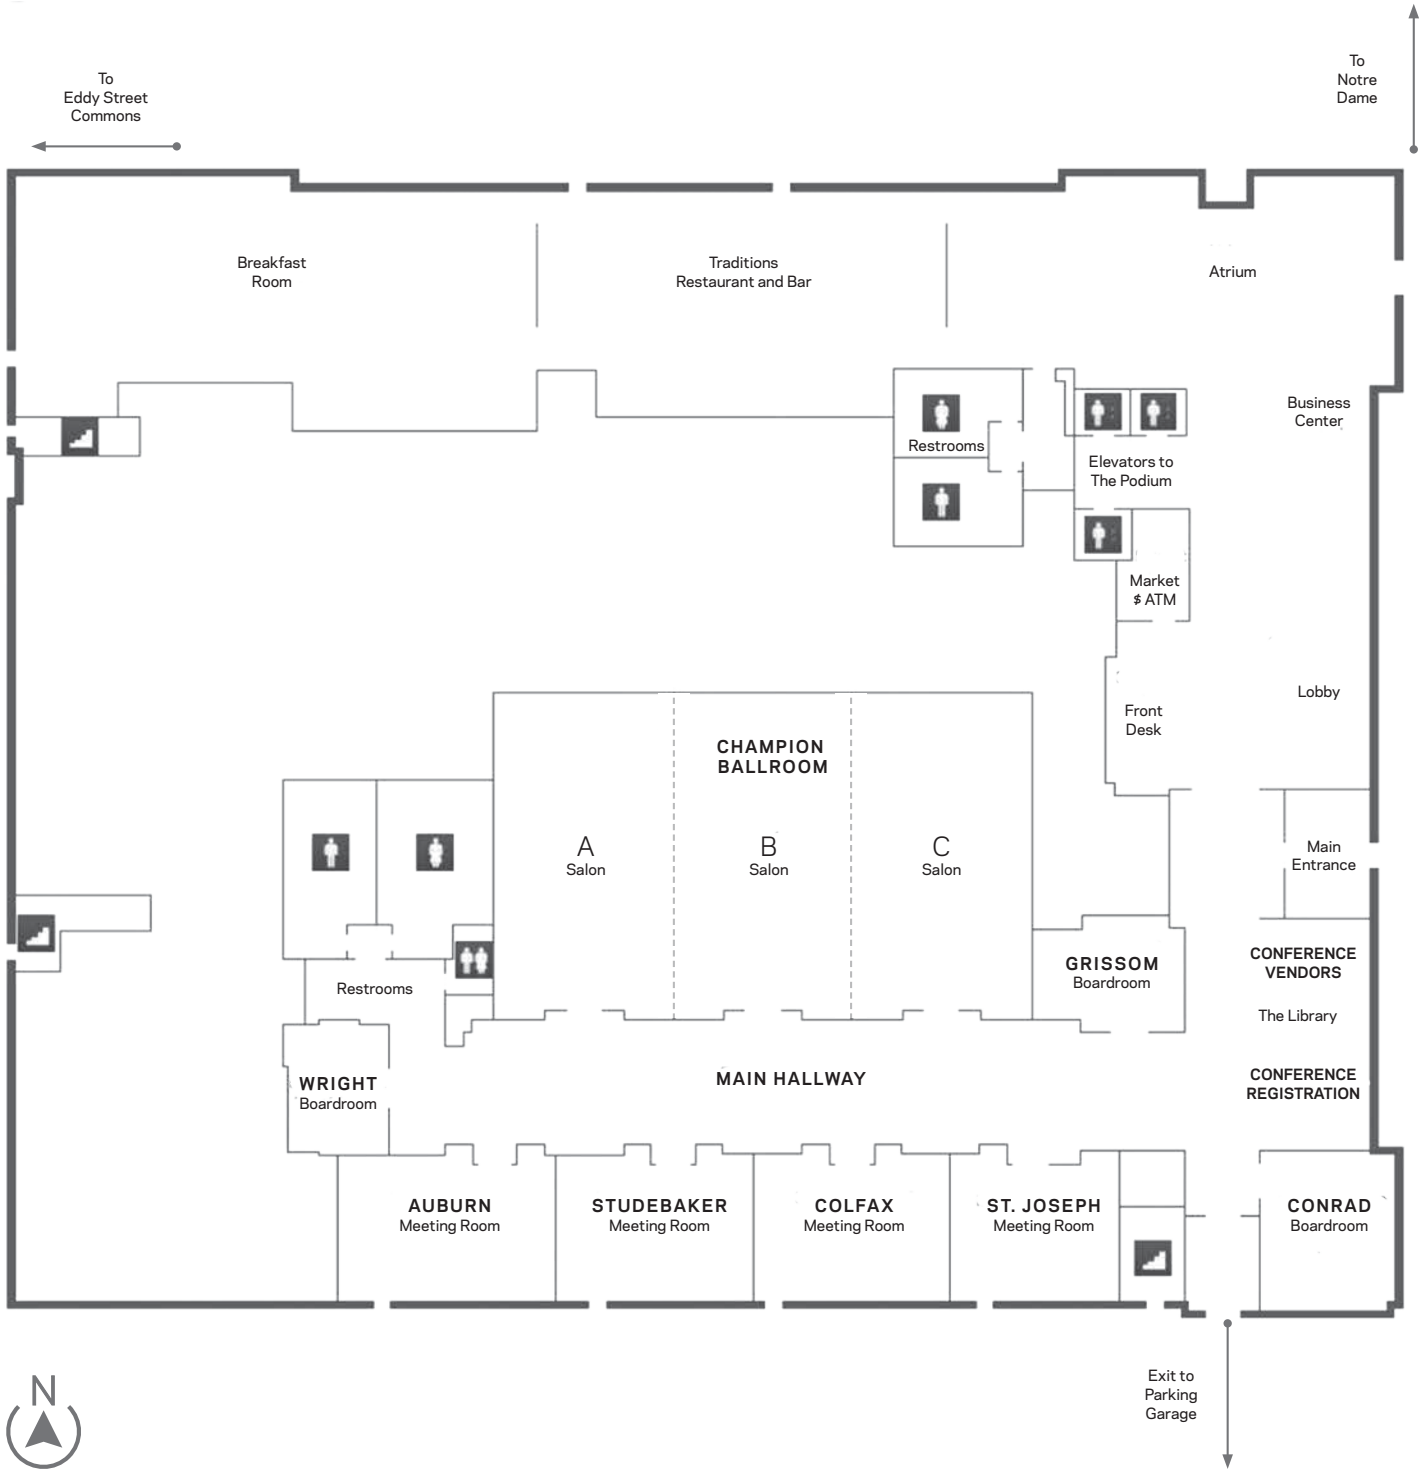 To
Eddy Street
Commons
To
Notre
Dame
Breakfast
Room
Traditions
Restaurant and Bar
Atrium
Business
Center
Restrooms
Elevators to
The Podium
Market
$ ATM
Lobby
Front
Desk
CHAMPION
BALLROOM
A
Salon
B
Salon
C
Salon
Main
Entrance
GRISSOM
Boardroom
CONFERENCE
VENDORS
Restrooms
The Library
WRIGHT
Boardroom
MAIN HALLWAY
CONFERENCE
REGISTRATION
AUBURN
Meeting Room
STUDEBAKER
Meeting Room
COLFAX
Meeting Room
ST. JOSEPH
Meeting Room
CONRAD
Boardroom
Exit to
Parking
Garage
N